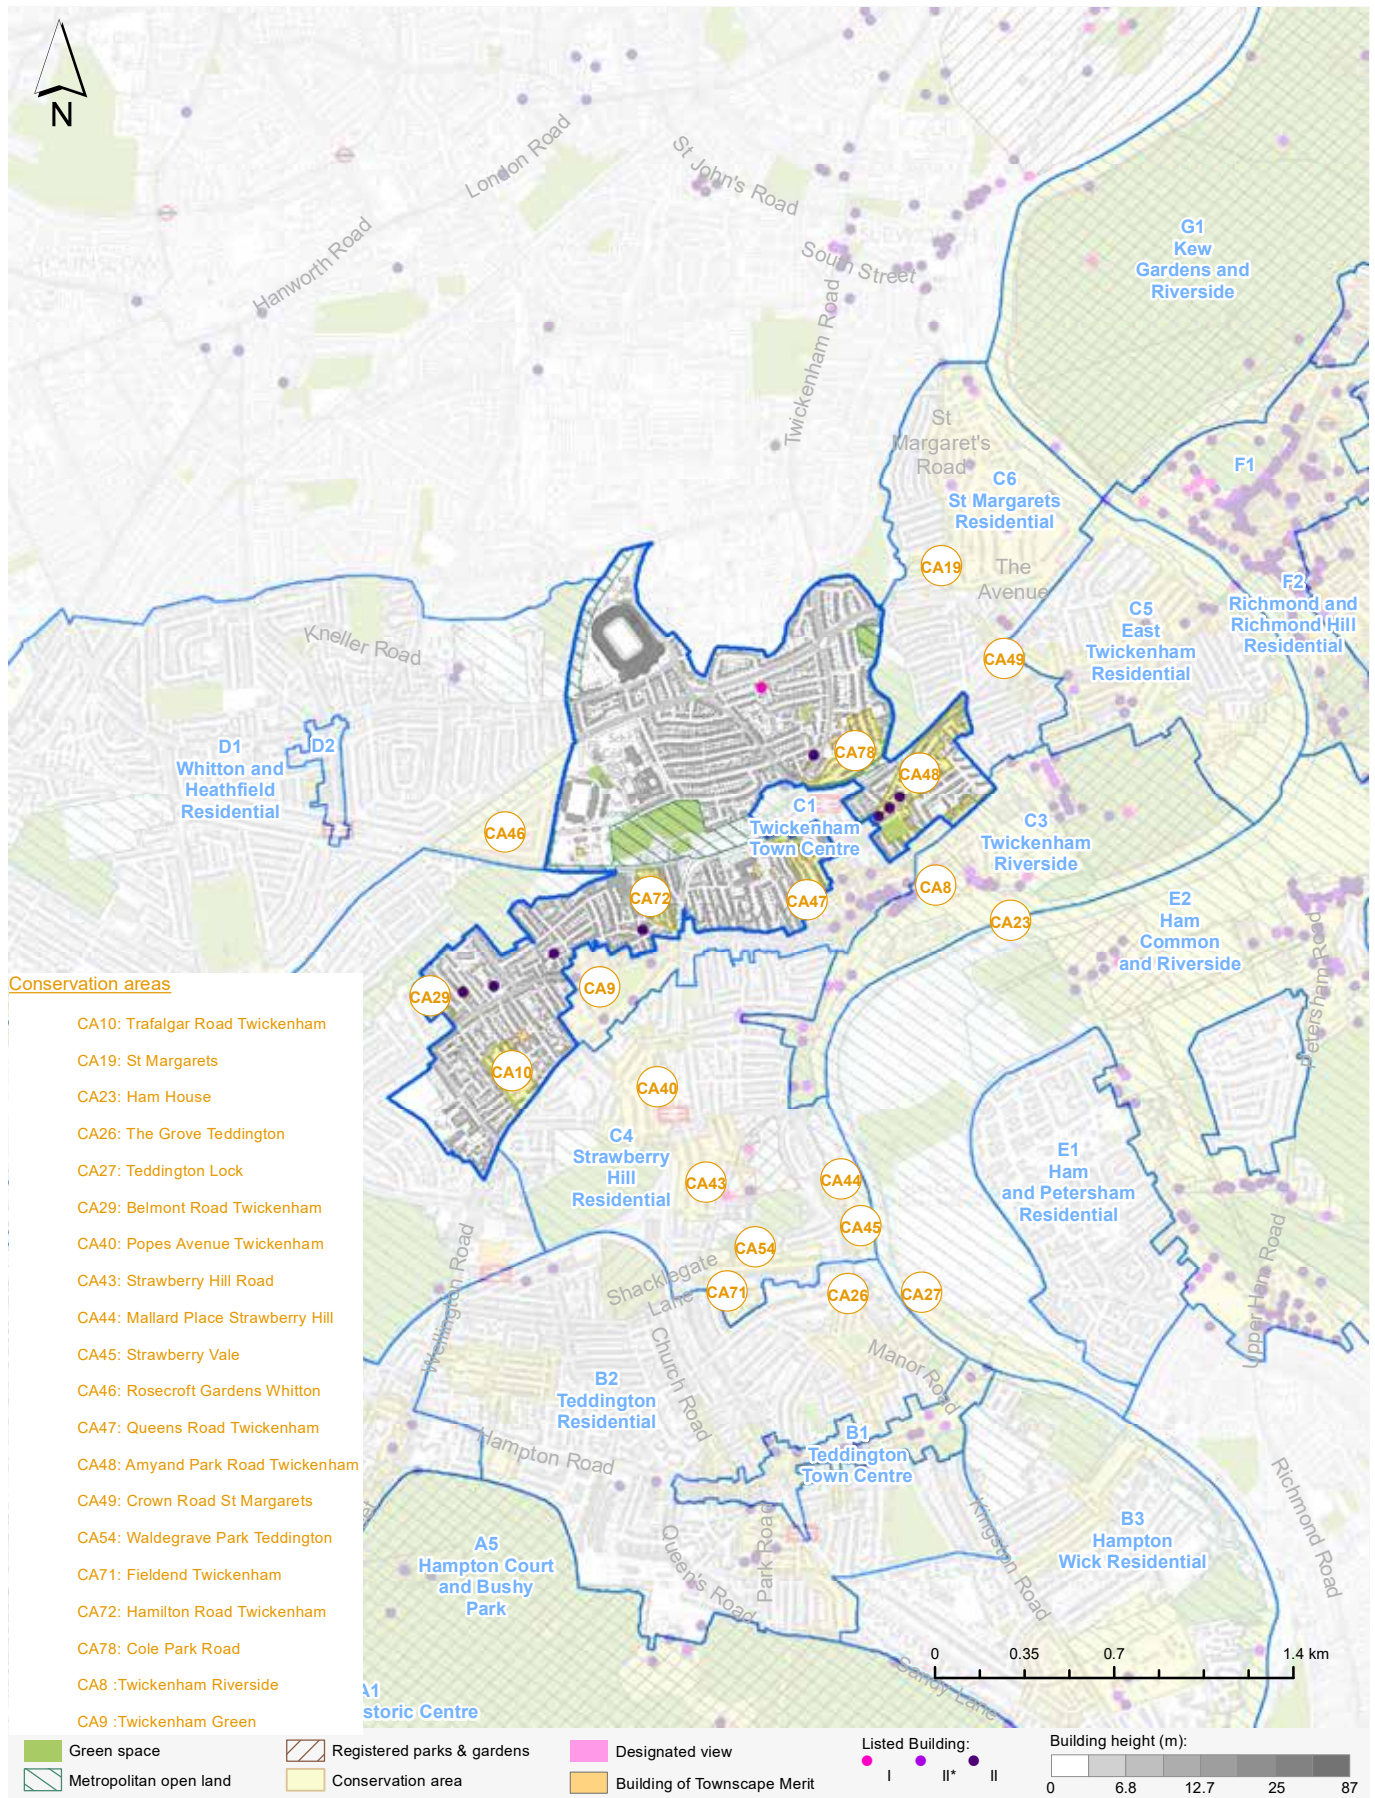 N
London Road
St John's Road
Hanworth Road
South Street
Twickenham Road
G1
Kew
Gardens and
Riverside
St
Margaret's
Road
F1
C6
St Margarets
Residential
CA19
The
Avenue
F2
Richmond and
Richmond Hill
Residential
C5
East
Twickenham
Residential
Kneller Road
CA49
D1
Whitton and
Heathfield
Residential
D2
CA78
CA48
C1
Twickenham
Town Centre
CA46
C3
Twickenham
Riverside
CA72
CA47
CA8
CA23
E2
Ham
Common
and Riverside
Petersham Road
CA29
CA9
CA10
CA40
C4
Strawberry
Hill
Residential
E1
Ham
and Petersham
Residential
CA43
CA44
CA45
CA54
CA71
CA26
CA27
Shacklegate
Lane
Wellington Road
Church Road
Manor Road
Upper Ham Road
B2
Teddington
Residential
Hampton Road
B1
Teddington
Town Centre
B3
Hampton
Wick Residential
Kingston Road
Richmond Road
Park Road
Queen's Road
A5
Hampton Court
and Bushy
Park
Sandy Lane
A1
storic Centre
Conservation areas
CA10: Trafalgar Road Twickenham
CA19: St Margarets
CA23: Ham House
CA26: The Grove Teddington
CA27: Teddington Lock
CA29: Belmont Road Twickenham
CA40: Popes Avenue Twickenham
CA43: Strawberry Hill Road
CA44: Mallard Place Strawberry Hill
CA45: Strawberry Vale
CA46: Rosecroft Gardens Whitton
CA47: Queens Road Twickenham
CA48: Amyand Park Road Twickenham
CA49: Crown Road St Margarets
CA54: Waldegrave Park Teddington
CA71: Fieldend Twickenham
CA72: Hamilton Road Twickenham
CA78: Cole Park Road
CA8 :Twickenham Riverside
CA9 :Twickenham Green
0 0.35 0.7 1.4 km
Green space
Metropolitan open land
Registered parks & gardens
Conservation area
Designated view
Building of Townscape Merit
Listed Building:
I II* II
Building height (m):
0 6.8 12.7 25 87